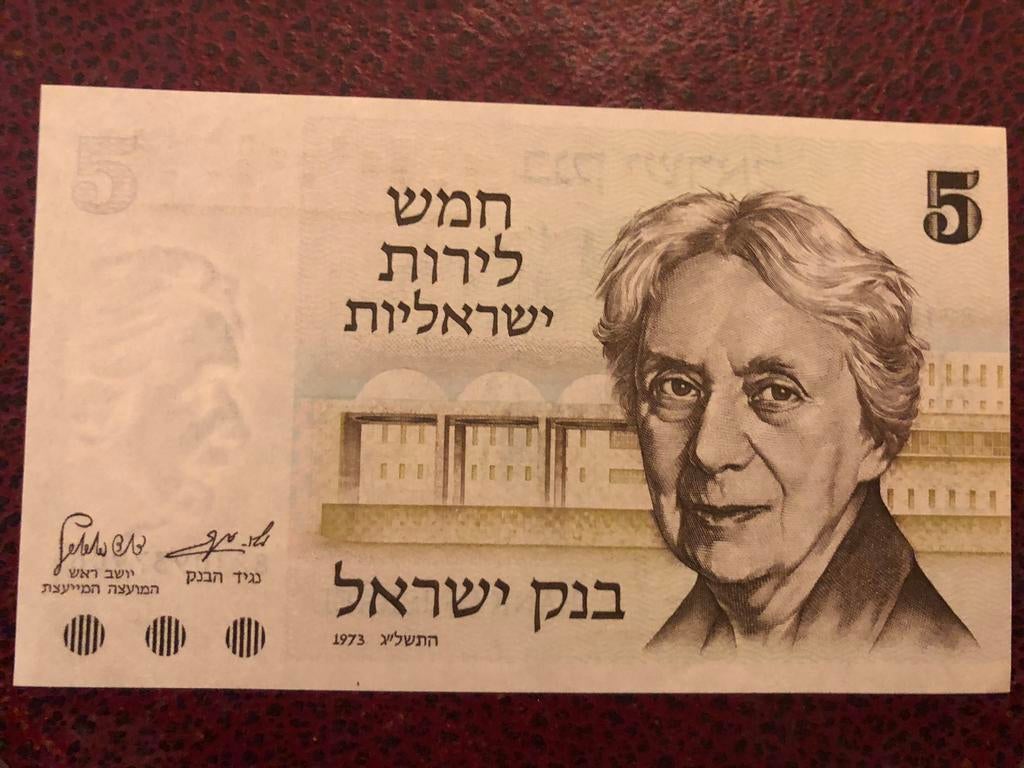 5
חמש
לירות
ישראליות
5
נגיד הבנק
יושב ראש
המועצה המייעצת
בנק ישראל
התשל״ג 1973